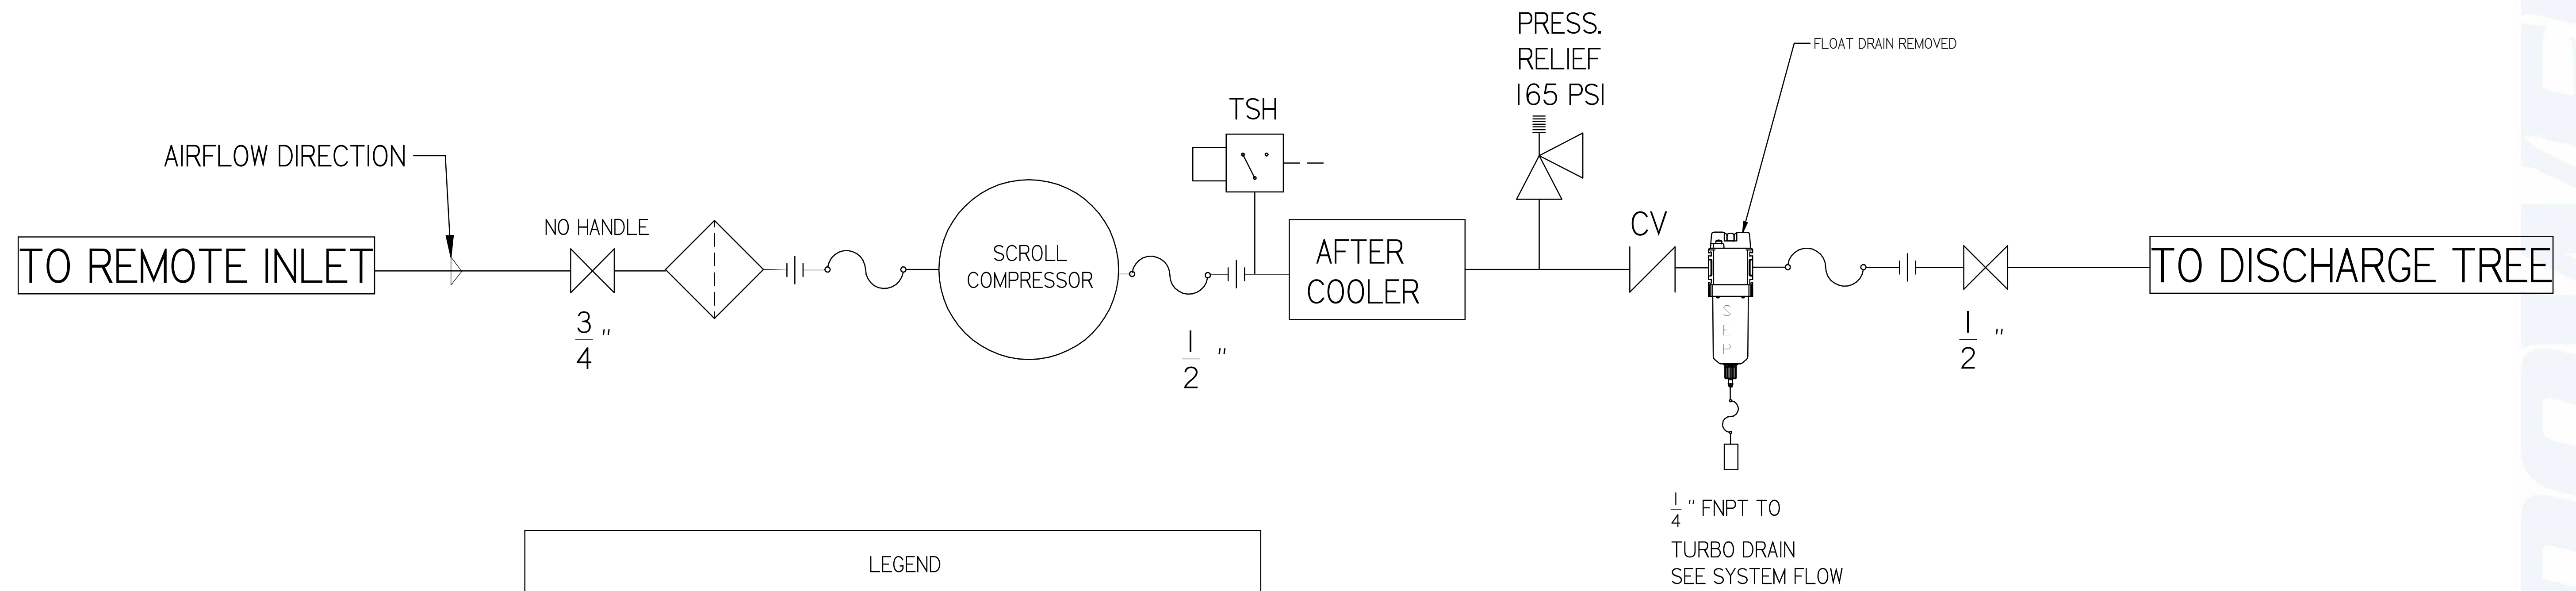 PRESS.
RELIEF
165 PSI
FLOAT DRAIN REMOVED
TSH
AIRFLOW DIRECTION
NO HANDLE
CV
TO REMOTE INLET
SCROLL
COMPRESSOR
AFTER
COOLER
TO DISCHARGE TREE
3/4 "
1/2 "
S
E
P
1/2 "
1/4 " FNPT TO
TURBO DRAIN
SEE SYSTEM FLOW
LEGEND